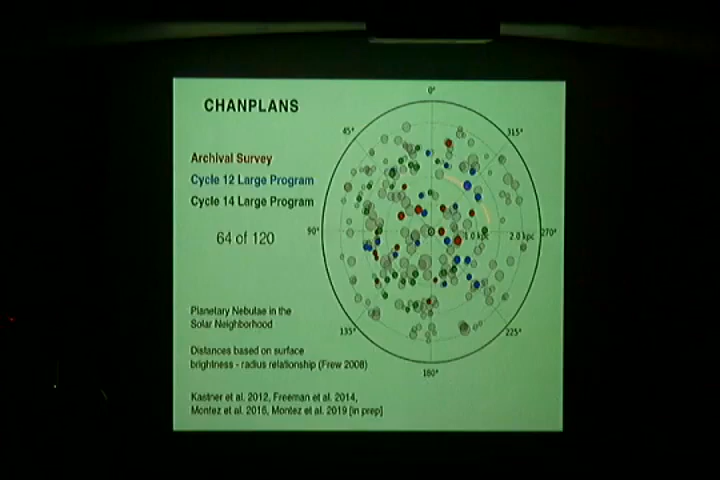 CHANPLANS
Archival Survey
Cycle 12 Large Program
Cycle 14 Large Program
64 of 120
Planetary Nebulae in the
Solar Neighborhood
Distances based on surface
brightness - radius relationship (Frew 2008)
Kastner et al. 2012, Freeman et al. 2014,
Montez et al. 2016, Montez et al. 2019 [in prep]
0°
45°
315°
90°
1.0 kpc
2.0 kpc
270°
135°
225°
180°